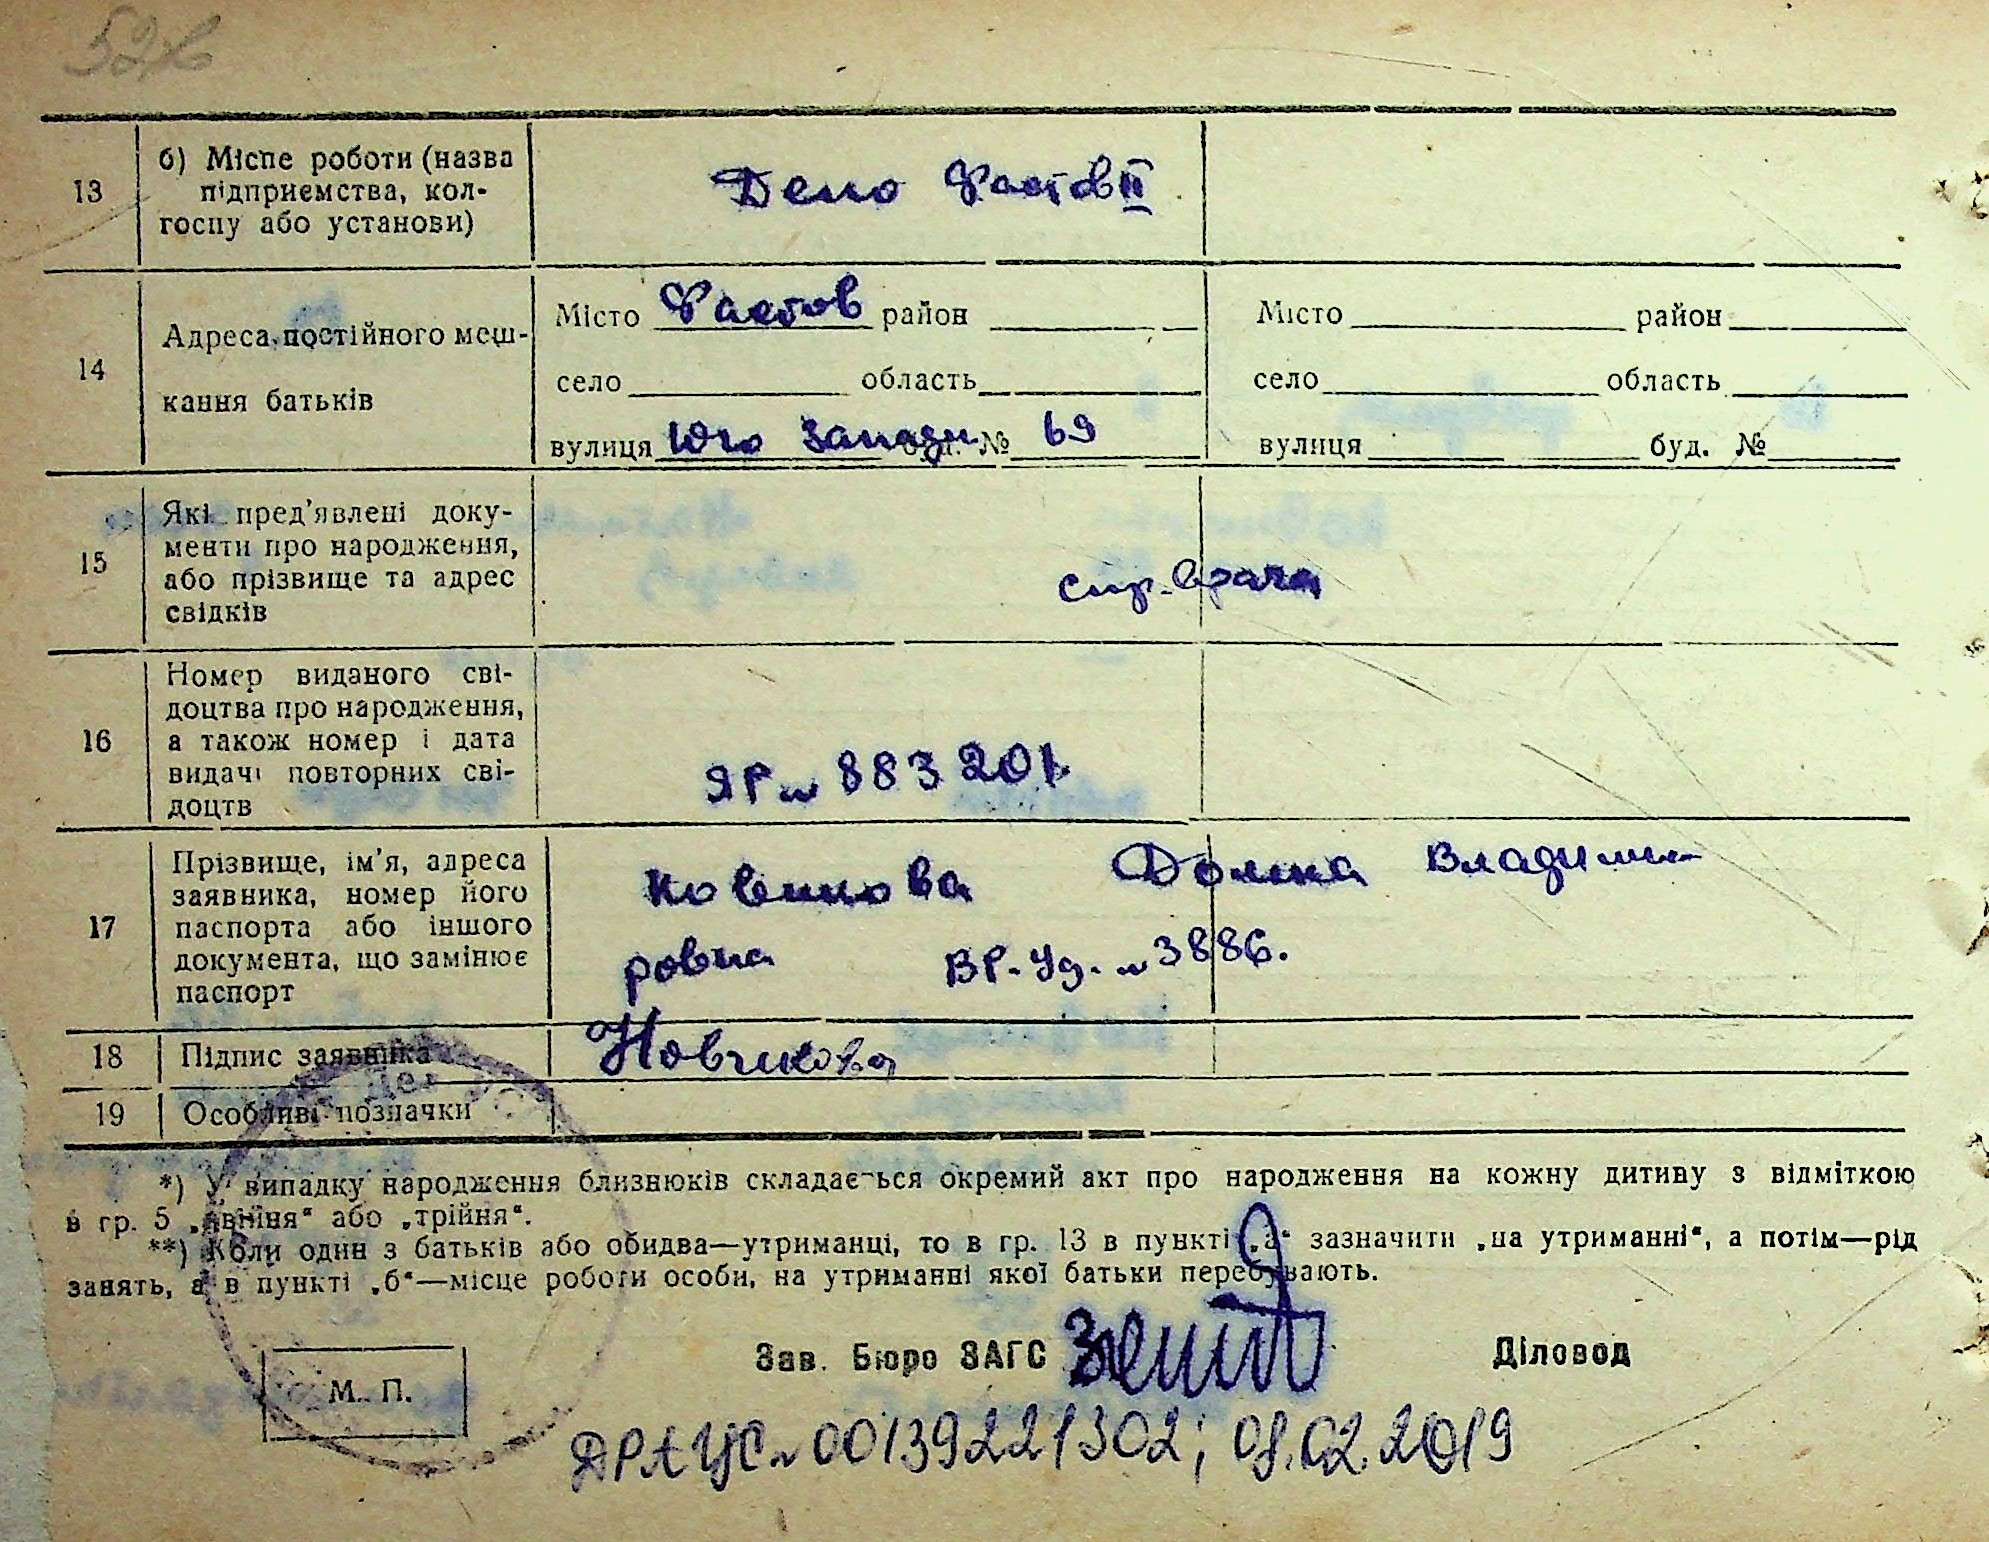 13
б) Місце роботи (назва
підприємства, кол-
госпу або установи)
Депо Фастов II
14
Адреса постійного меш-
кання батьків
Місто Фастов район
село область
вулиця Юго Западн буд. № 69
Місто район
село область
вулиця буд. №
15
Які пред'явлені доку-
менти про народження,
або прізвище та адрес
свідків
спр. врача
16
Номер виданого сві-
доцтва про народження,
а також номер і дата
видачі повторних сві-
доцтв
ЯР № 883201
17
Прізвище, ім'я, адреса
заявника, номер його
паспорта або іншого
документа, що замінює
паспорт
Владими-
ровна Вр. Уд. № 3886.
18 Підпис заявника
19 Особливі позначки
*) У випадку народження близнюків складається окремий акт про народження на кожну дитину з відміткою
в гр. 5 „двійня“ або „трійня“.
**) Коли один з батьків або обидва—утриманці, то в гр. 13 в пункті „а“ зазначити „на утриманні“, а потім—рід
занять, а в пункті „б“—місце роботи особи, на утриманні якої батьки перебувають.
Зав. Бюро ЗАГС
Діловод
М. П.
ДРАЦС № 00139221302; 08.02.2019